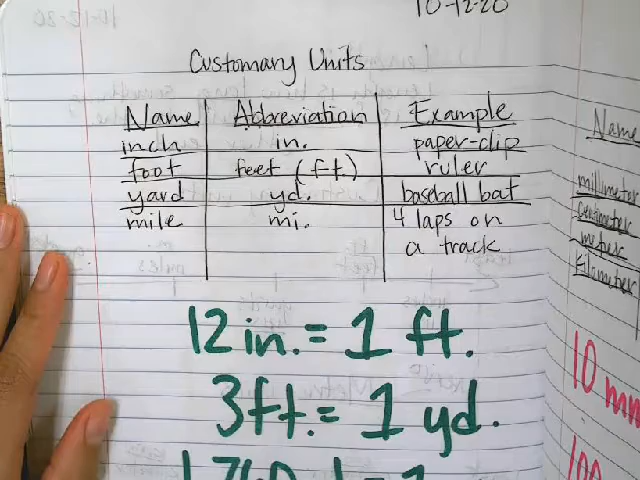 10-12-20
Customary Units
Name Abbreviation Example
inch in. paper-clip
foot feet (ft.) ruler
yard yd. baseball bat
mile mi. 4 laps on
a track
12 in. = 1 ft.
3 ft. = 1 yd.
Name
millimeter
centimeter
meter
kilometer
10 mm
100